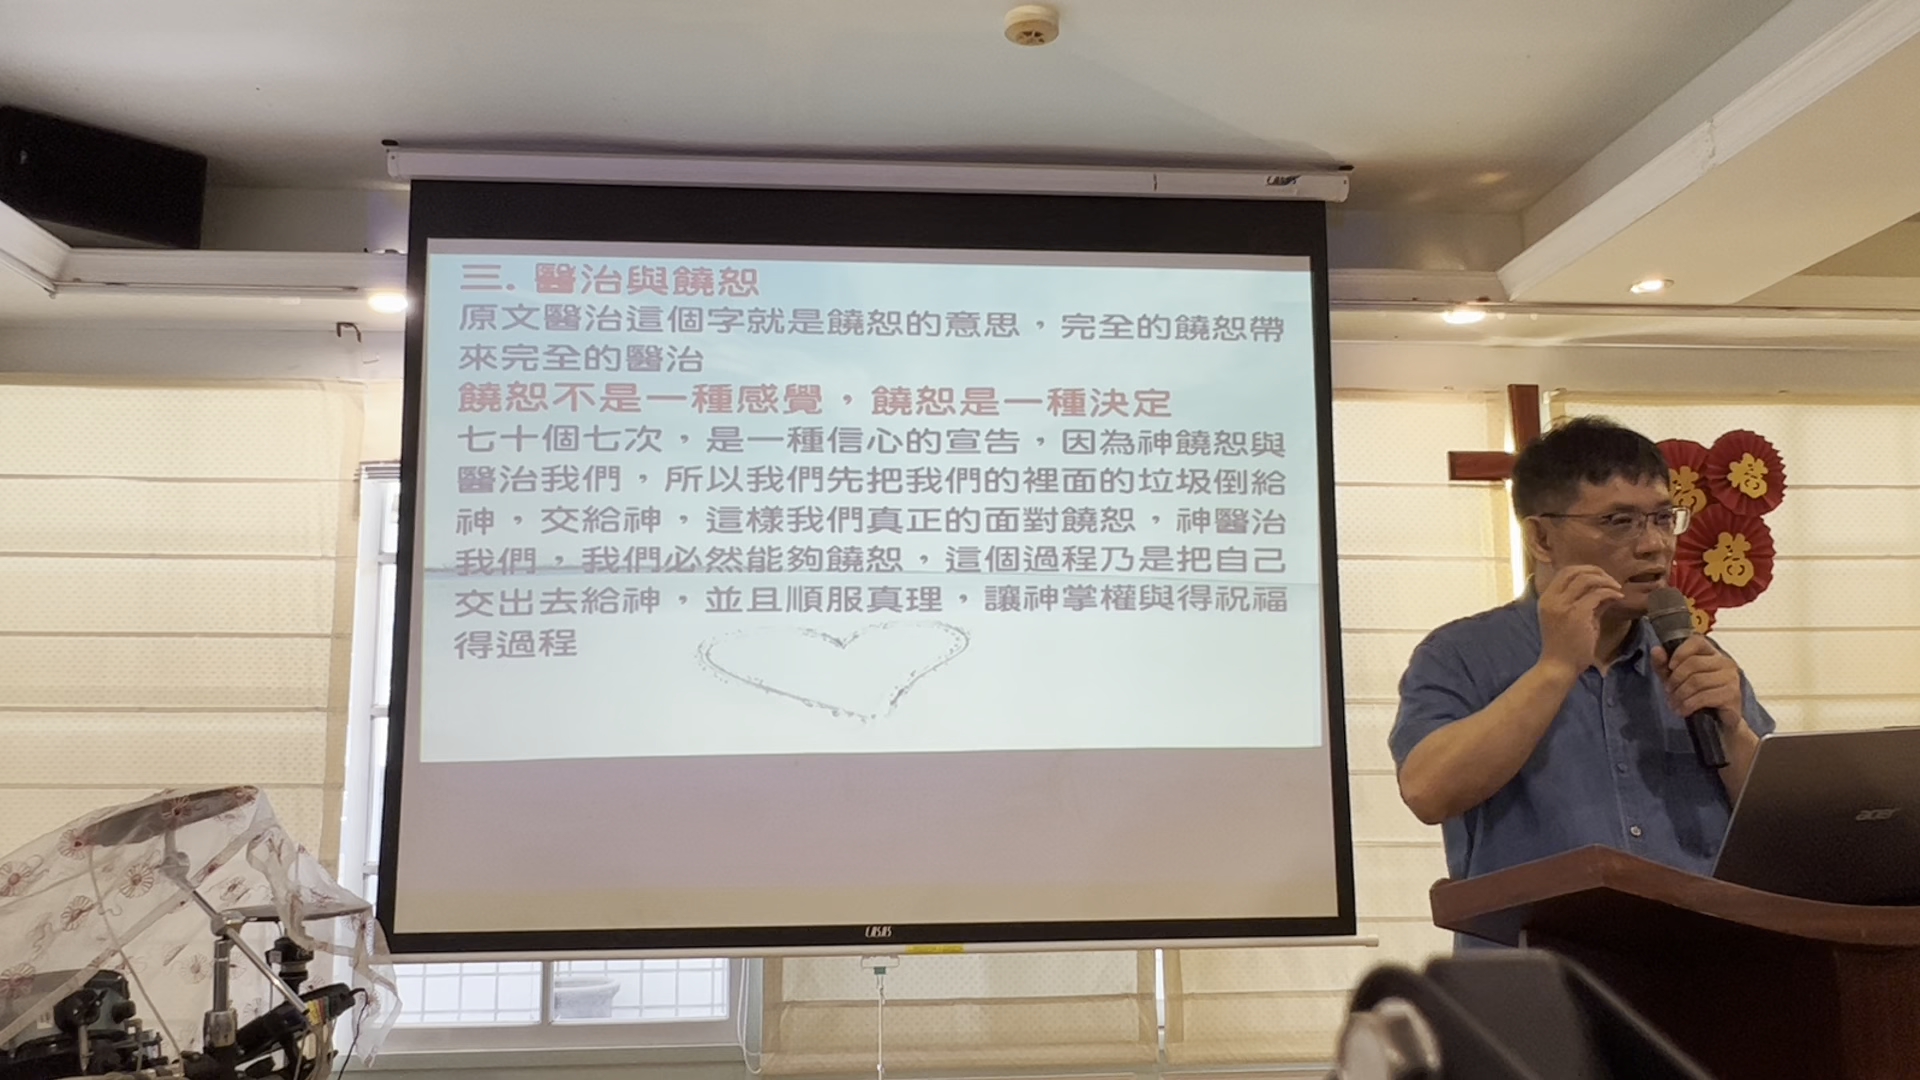 CASOS
三. 醫治與饒恕
原文醫治這個字就是饒恕的意思，完全的饒恕帶
來完全的醫治
饒恕不是一種感覺，饒恕是一種決定
七十個七次，是一種信心的宣告，因為神饒恕與
醫治我們，所以我們先把我們的裡面的垃圾倒給
神，交給神，這樣我們真正的面對饒恕，神醫治
我們，我們必然能夠饒恕，這個過程乃是把自己
交出去給神，並且順服真理，讓神掌權與得祝福
得過程
CASOS
福
福
福
acer